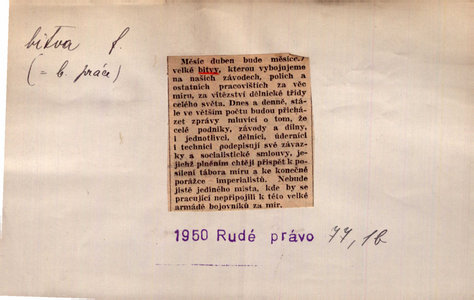 bitva f.
(= b. práci)
Měsíc duben bude měsícem
velké bitvy, kterou vybojujeme
na našich závodech, polích a
ostatních pracovištích za věc
míru, za vítězství dělnické třídy
celého světa. Dnes a denně, stá-
le ve větším počtu budou přichá-
zet zprávy mluvící o tom, že
celé podniky, závody a dílny,
i jednotlivci, dělníci, úderníci
i technici podepisují své závaz-
ky a socialistické smlouvy, je-
jichž plněním chtějí přispět k po-
silení tábora míru a ke konečné
porážce imperialistů. Nebude
jistě jediného místa, kde by se
pracující nepřipojili k této velké
armádě bojovníků za mír.
1950 Rudé právo 77, 1b